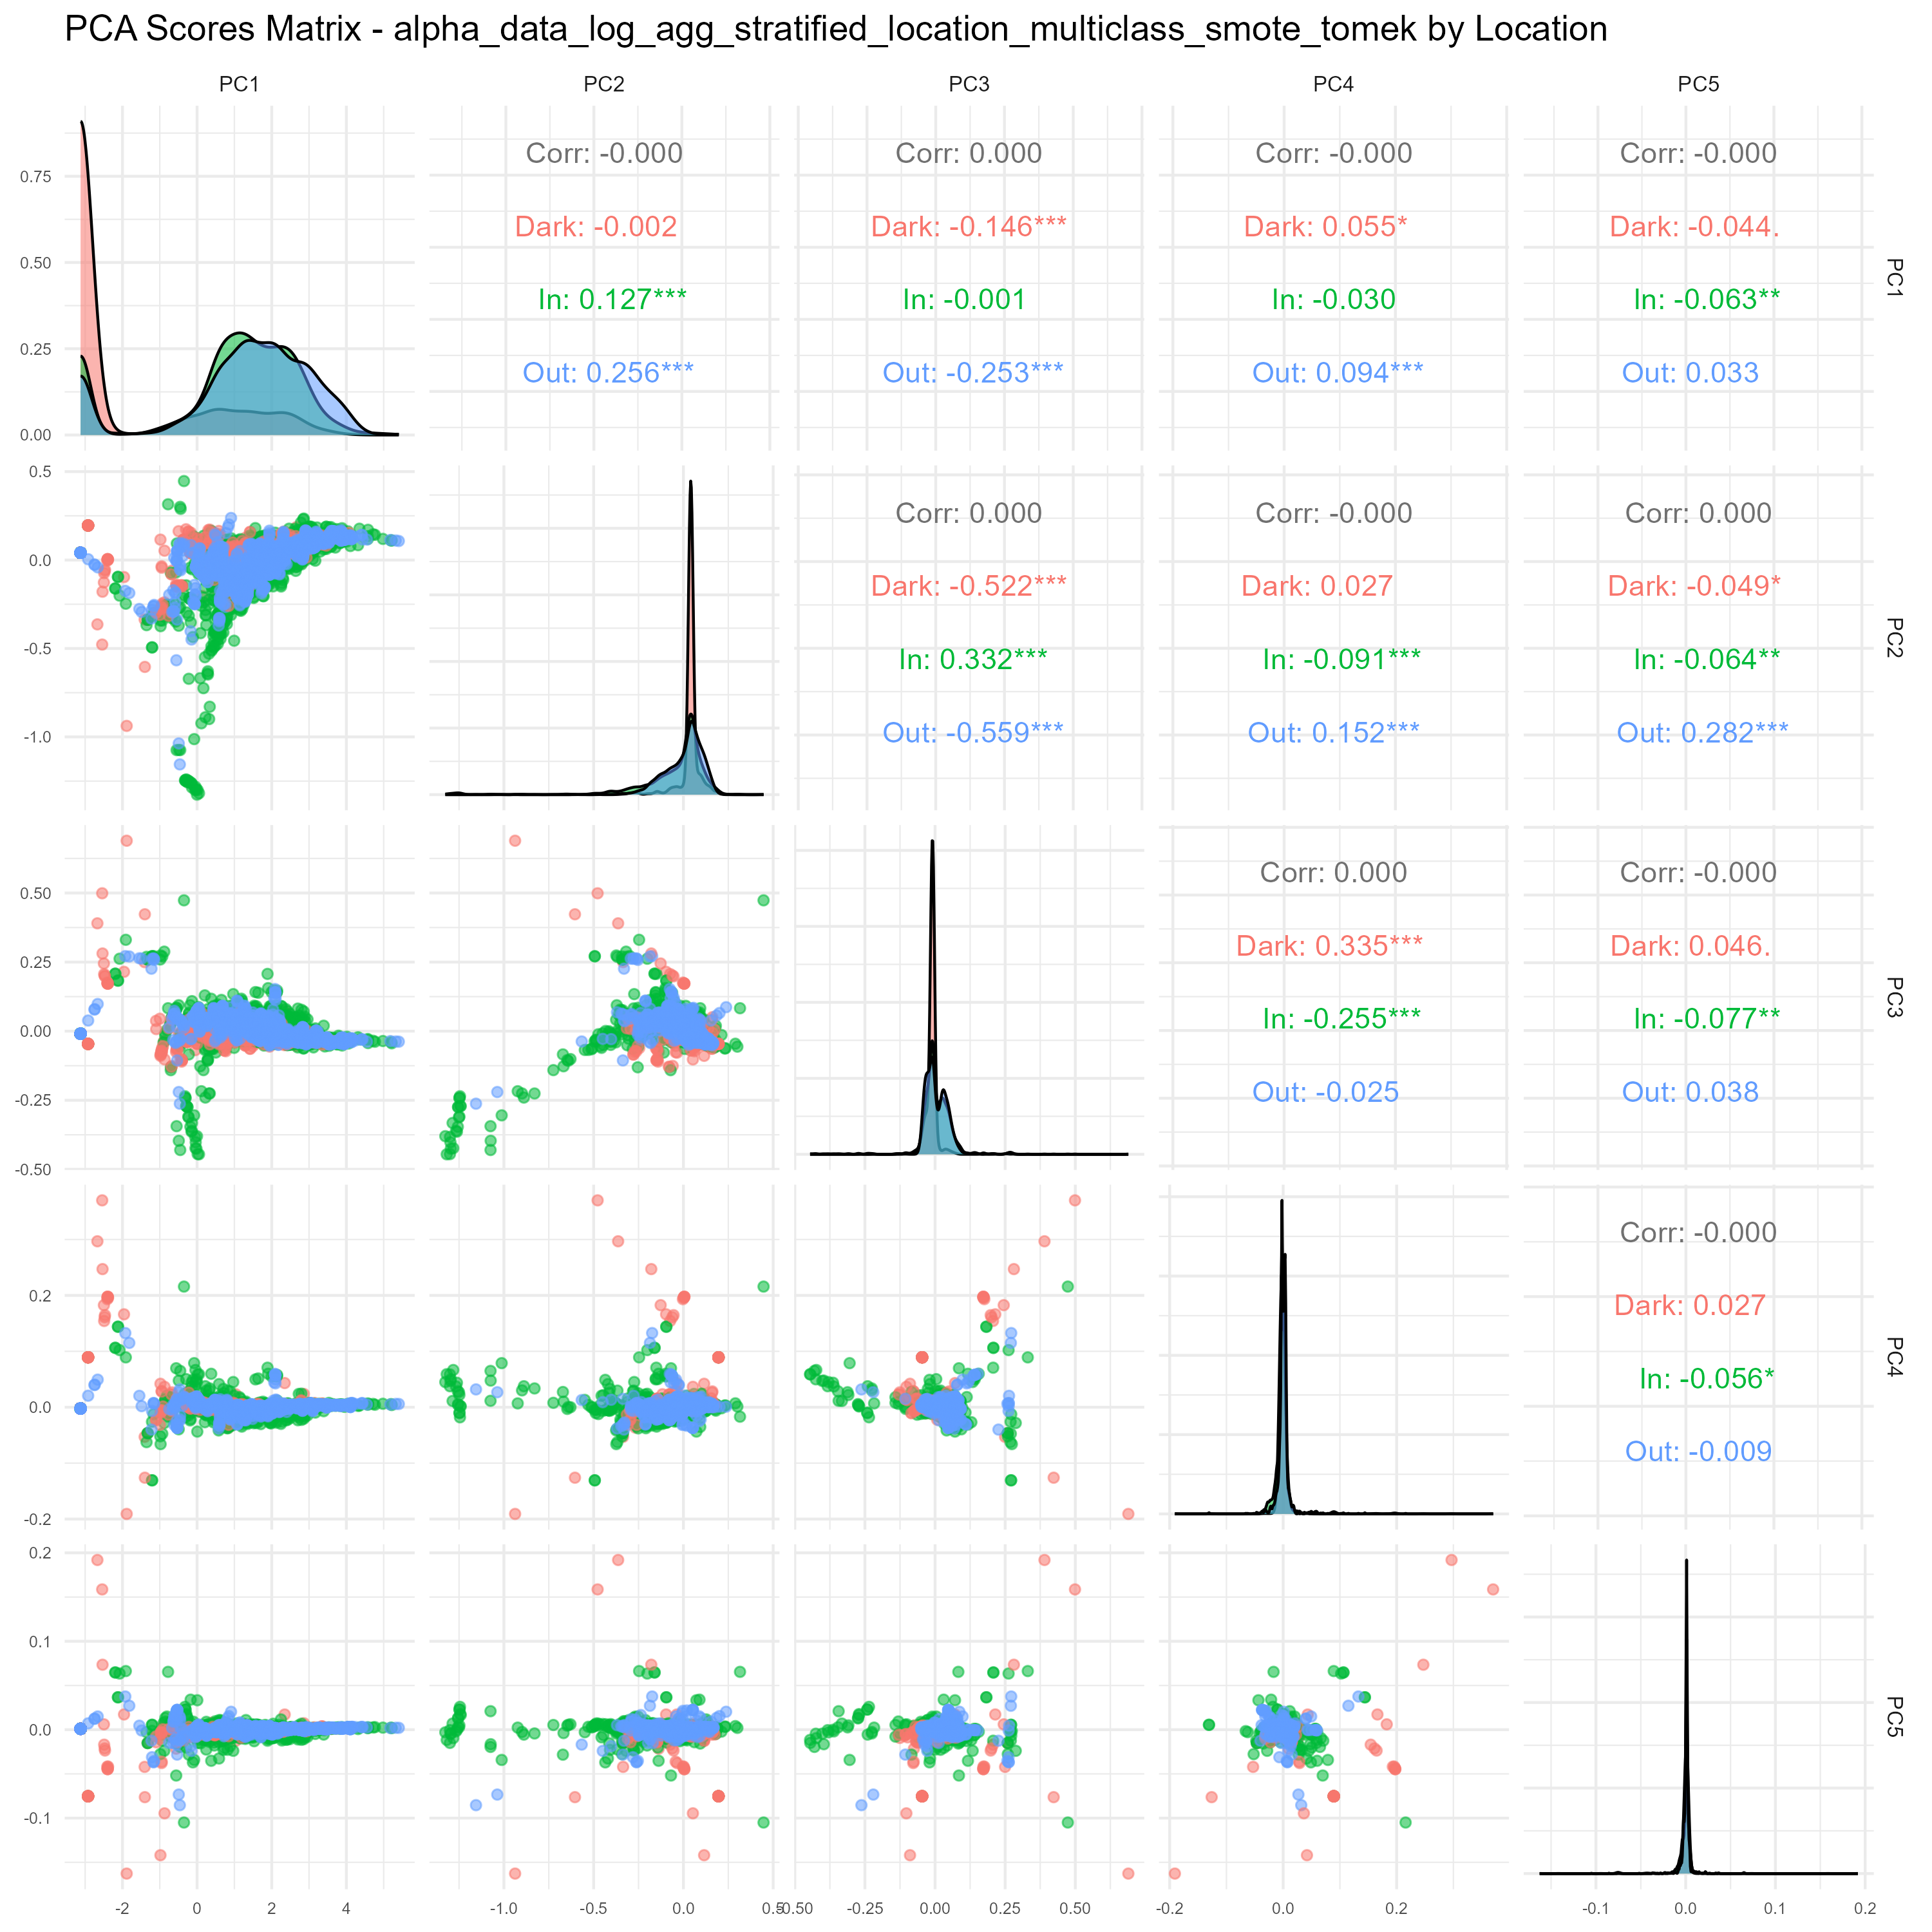 PCA Scores Matrix - alpha_data_log_agg_stratified_location_multiclass_smote_tomek by Location
PC1 PC2 PC3 PC4 PC5
Corr: -0.000 Corr: 0.000 Corr: -0.000 Corr: -0.000
0.75
Dark: -0.002 Dark: -0.146*** Dark: 0.055* Dark: -0.044.
0.50
PC1
In: 0.127*** In: -0.001 In: -0.030 In: -0.063**
0.25
Out: 0.256*** Out: -0.253*** Out: 0.094*** Out: 0.033
0.00
0.5
Corr: 0.000 Corr: -0.000 Corr: 0.000
0.0
Dark: -0.522*** Dark: 0.027 Dark: -0.049*
PC2
-0.5
In: 0.332*** In: -0.091*** In: -0.064**
-1.0
Out: -0.559*** Out: 0.152*** Out: 0.282***
Corr: 0.000 Corr: -0.000
0.50
Dark: 0.335*** Dark: 0.046.
0.25
PC3
In: -0.255*** In: -0.077**
0.00
-0.25
Out: -0.025 Out: 0.038
-0.50
Corr: -0.000
0.2
Dark: 0.027
PC4
In: -0.056*
0.0
Out: -0.009
-0.2
0.2
0.1
PC5
0.0
-0.1
-2 0 2 4 -1.0 -0.5 0.0 0.5 -0.50 -0.25 0.00 0.25 0.50 -0.2 0.0 0.2 -0.1 0.0 0.1 0.2